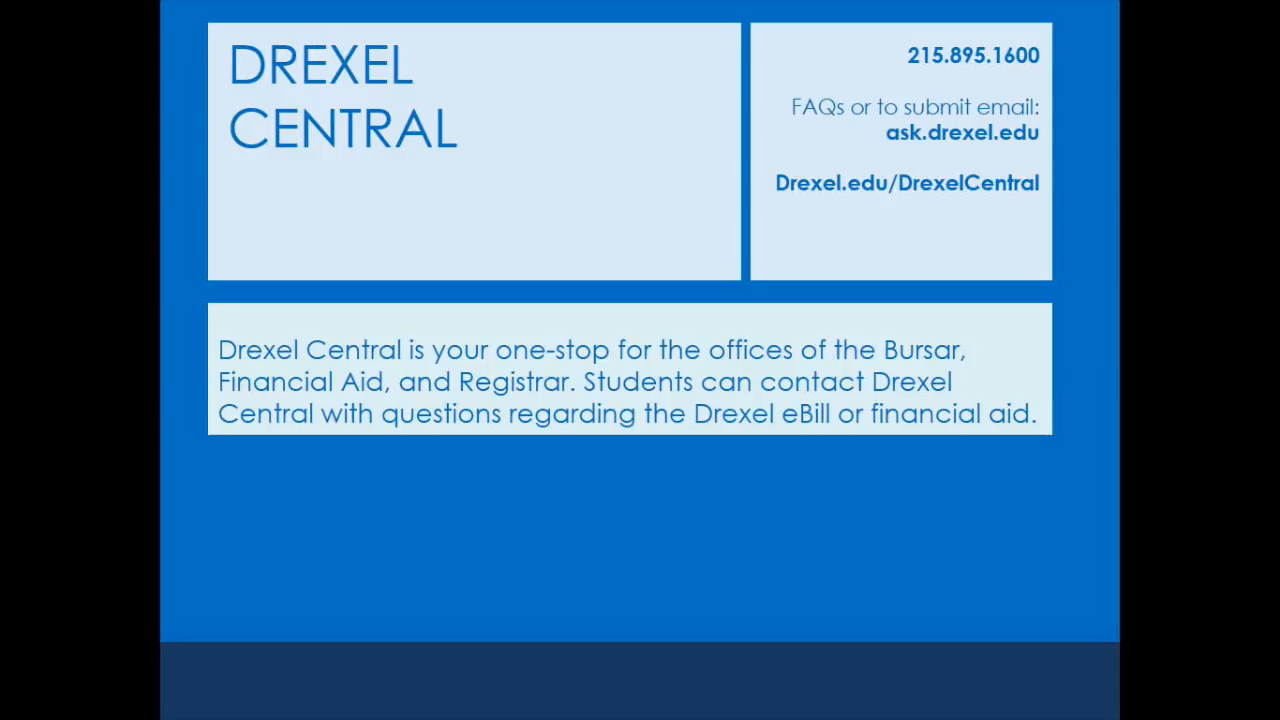 DREXEL
CENTRAL
215.895.1600
FAQs or to submit email:
ask.drexel.edu
Drexel.edu/DrexelCentral
Drexel Central is your one-stop for the offices of the Bursar,
Financial Aid, and Registrar. Students can contact Drexel
Central with questions regarding the Drexel eBill or financial aid.